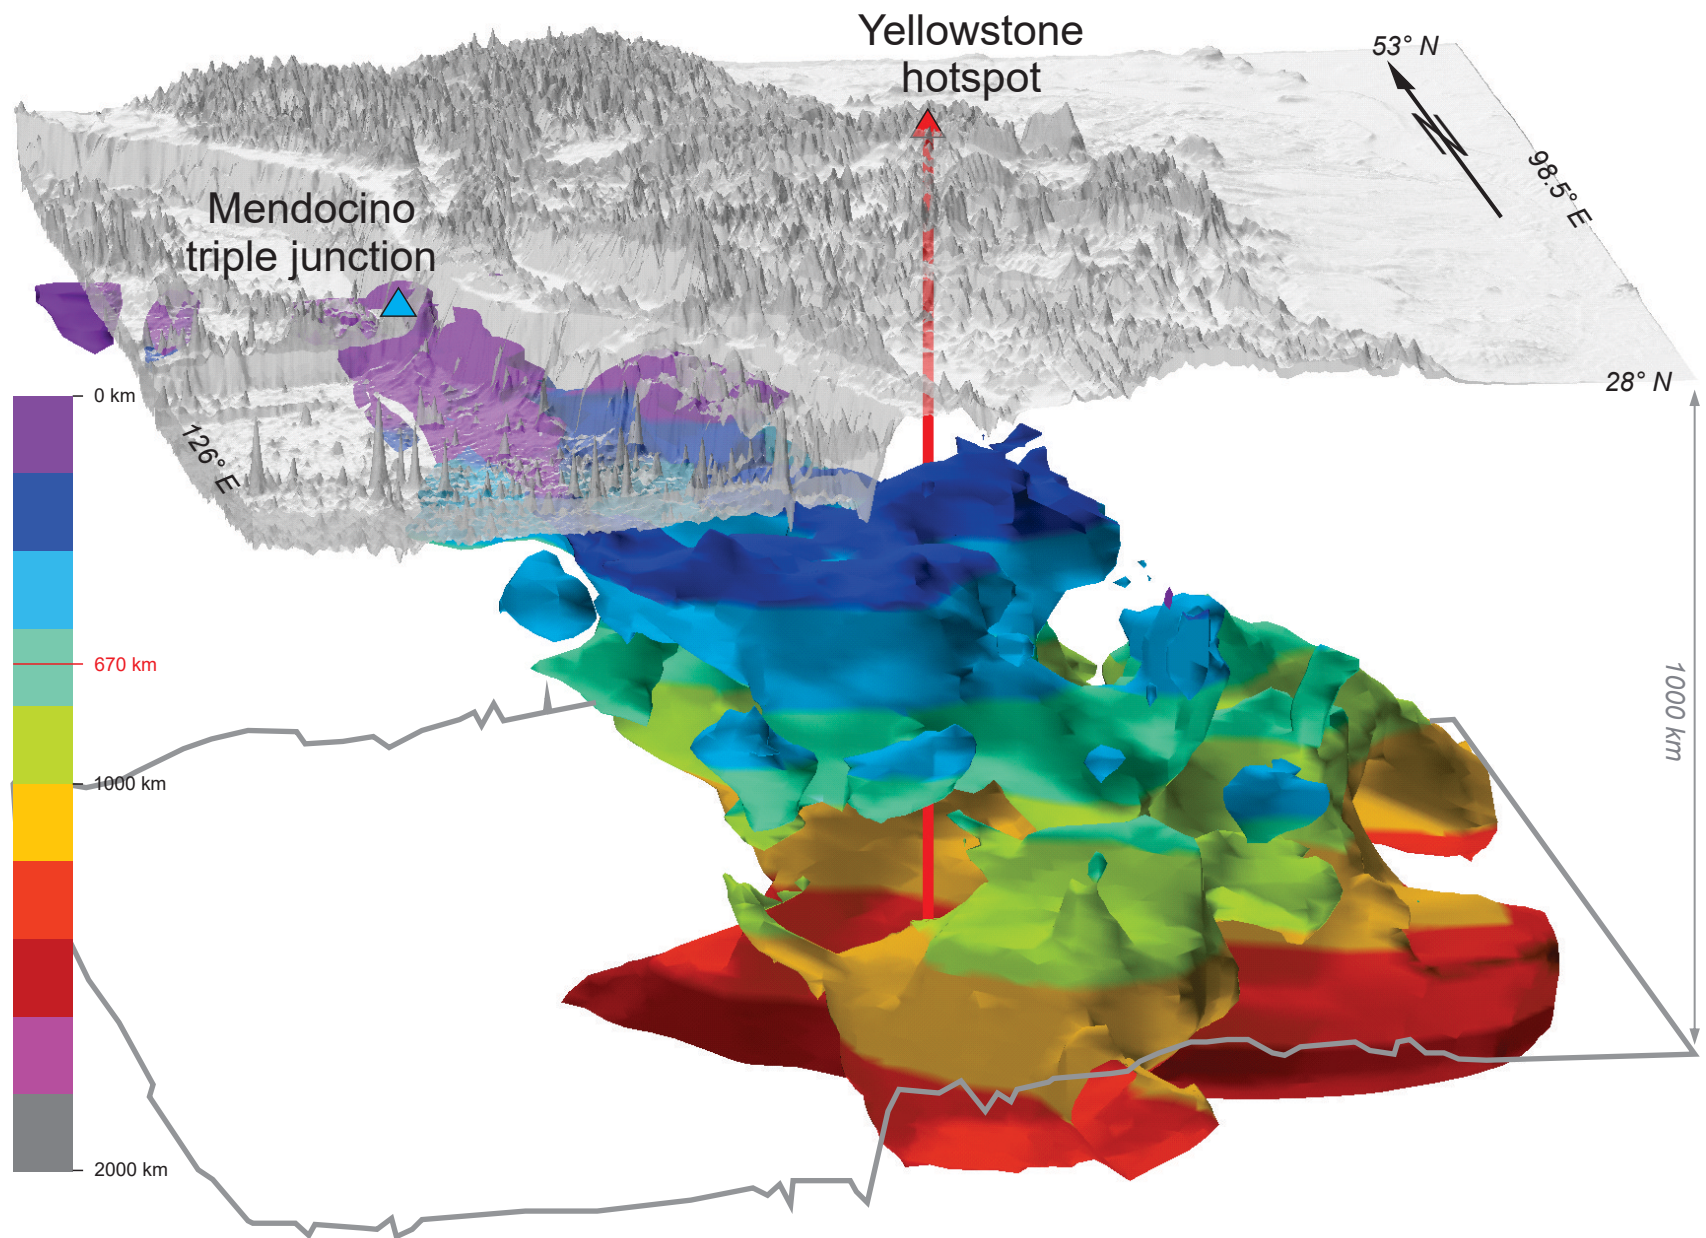 Yellowstone
hotspot
53° N
98.5° E
Mendocino
triple junction
28° N
0 km
126° E
670 km
1000 km
1000 km
2000 km